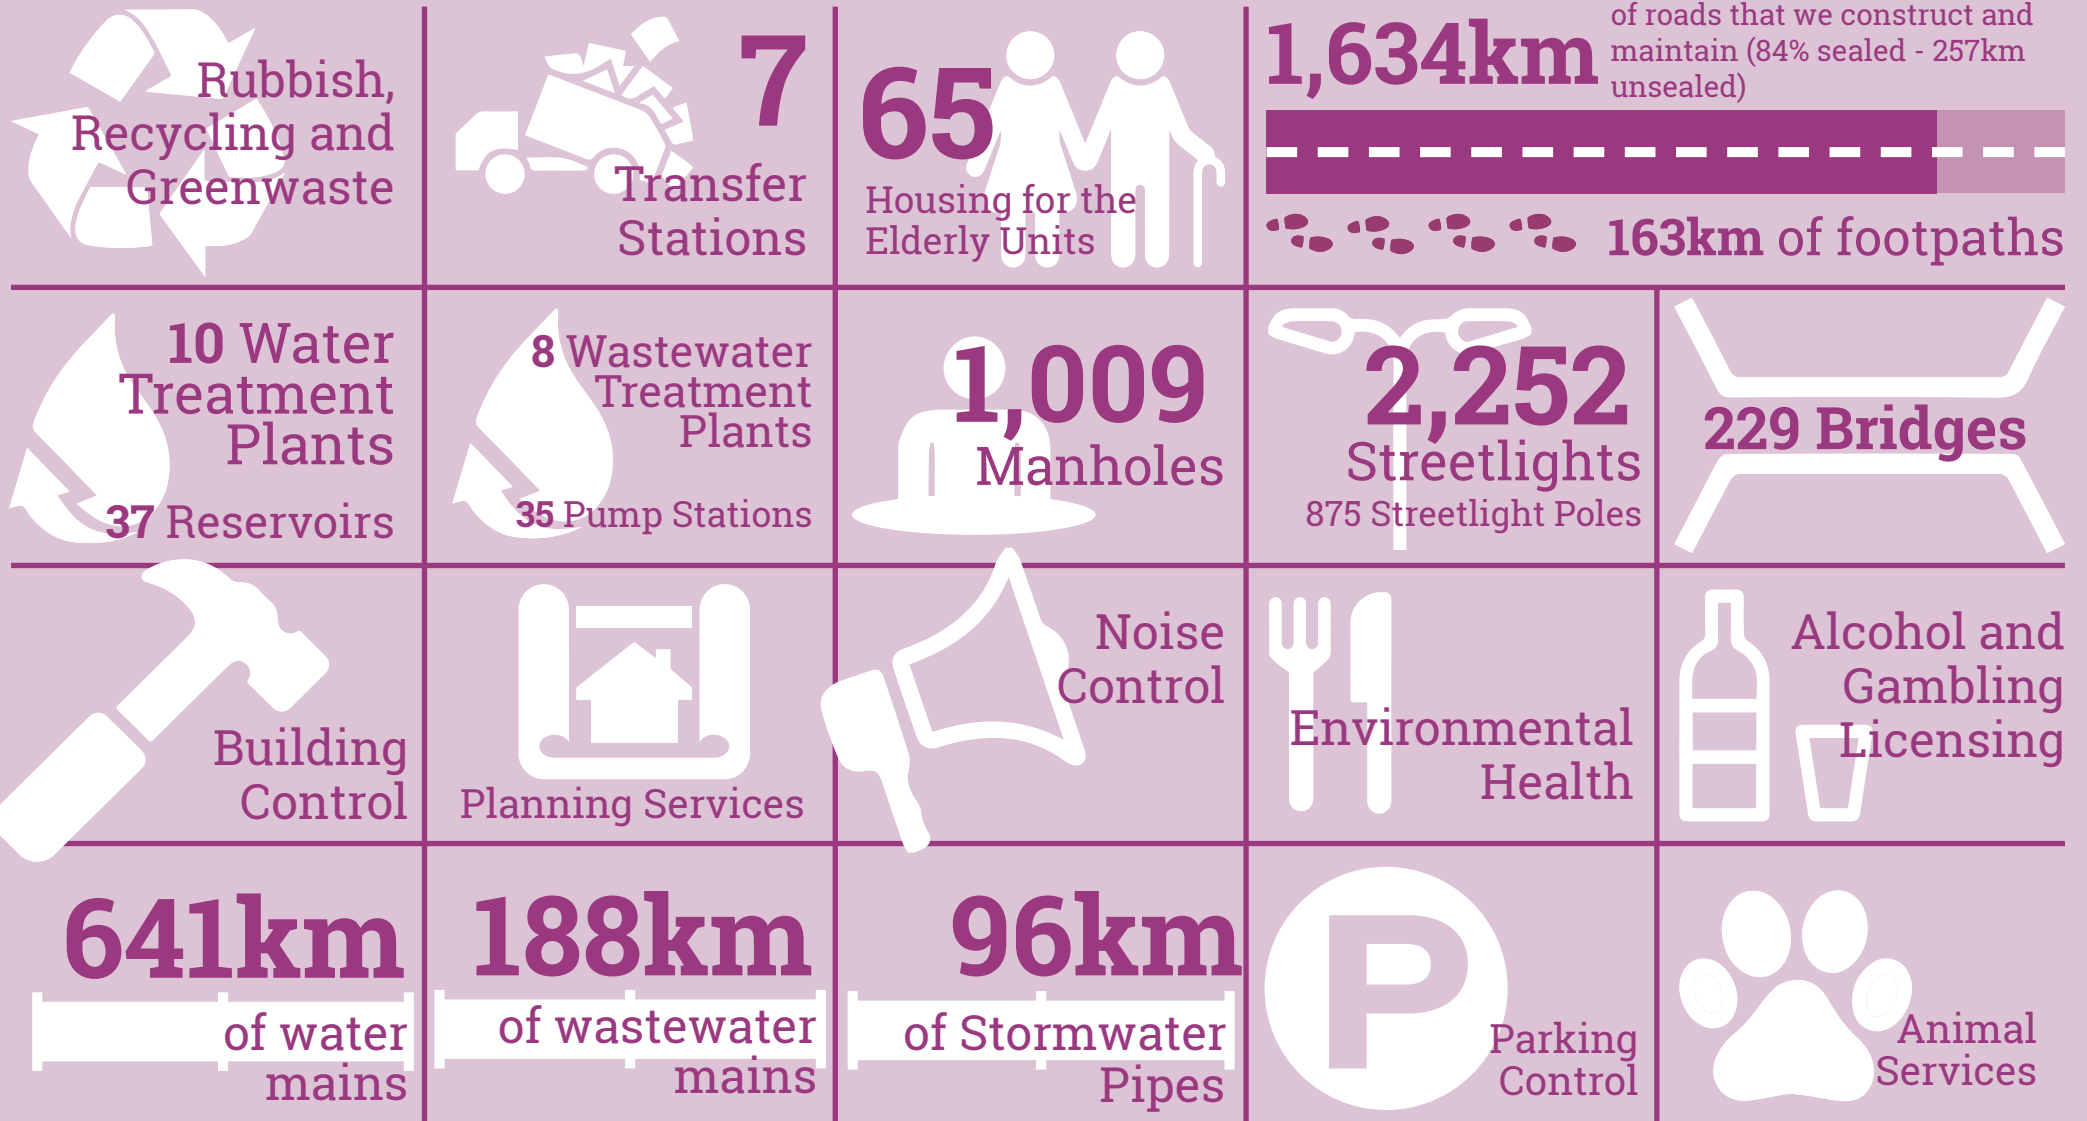 Rubbish,
Recycling and
Greenwaste
7
Transfer
Stations
65
Housing for the
Elderly Units
1,634km
of roads that we construct and
maintain (84% sealed - 257km
unsealed)
163km of footpaths
10 Water
Treatment
Plants
37 Reservoirs
8 Wastewater
Treatment
Plants
35 Pump Stations
1,009
Manholes
2,252
Streetlights
875 Streetlight Poles
229 Bridges
Building
Control
Planning Services
Noise
Control
Environmental
Health
Alcohol and
Gambling
Licensing
641km
of water
mains
188km
of wastewater
mains
96km
of Stormwater
Pipes
P
Parking
Control
Animal
Services